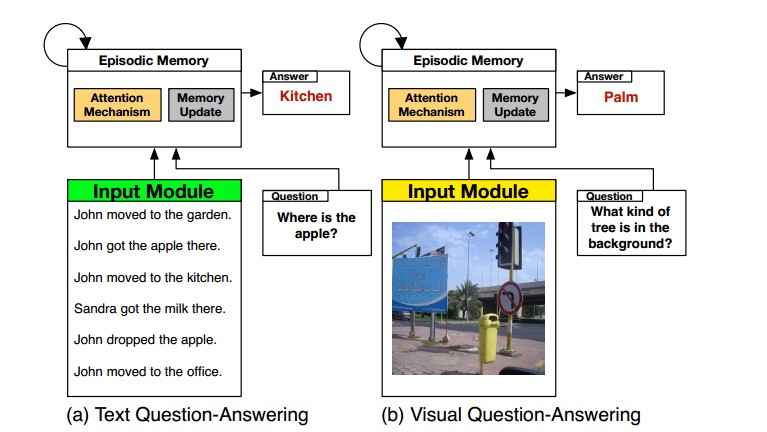 Episodic Memory
Attention
Mechanism
Memory
Update
Answer
Kitchen
Input Module
John moved to the garden.
John got the apple there.
John moved to the kitchen.
Sandra got the milk there.
John dropped the apple.
John moved to the office.
Question
Where is the
apple?
(a) Text Question-Answering
Episodic Memory
Attention
Mechanism
Memory
Update
Answer
Palm
Input Module
Question
What kind of
tree is in the
background?
(b) Visual Question-Answering